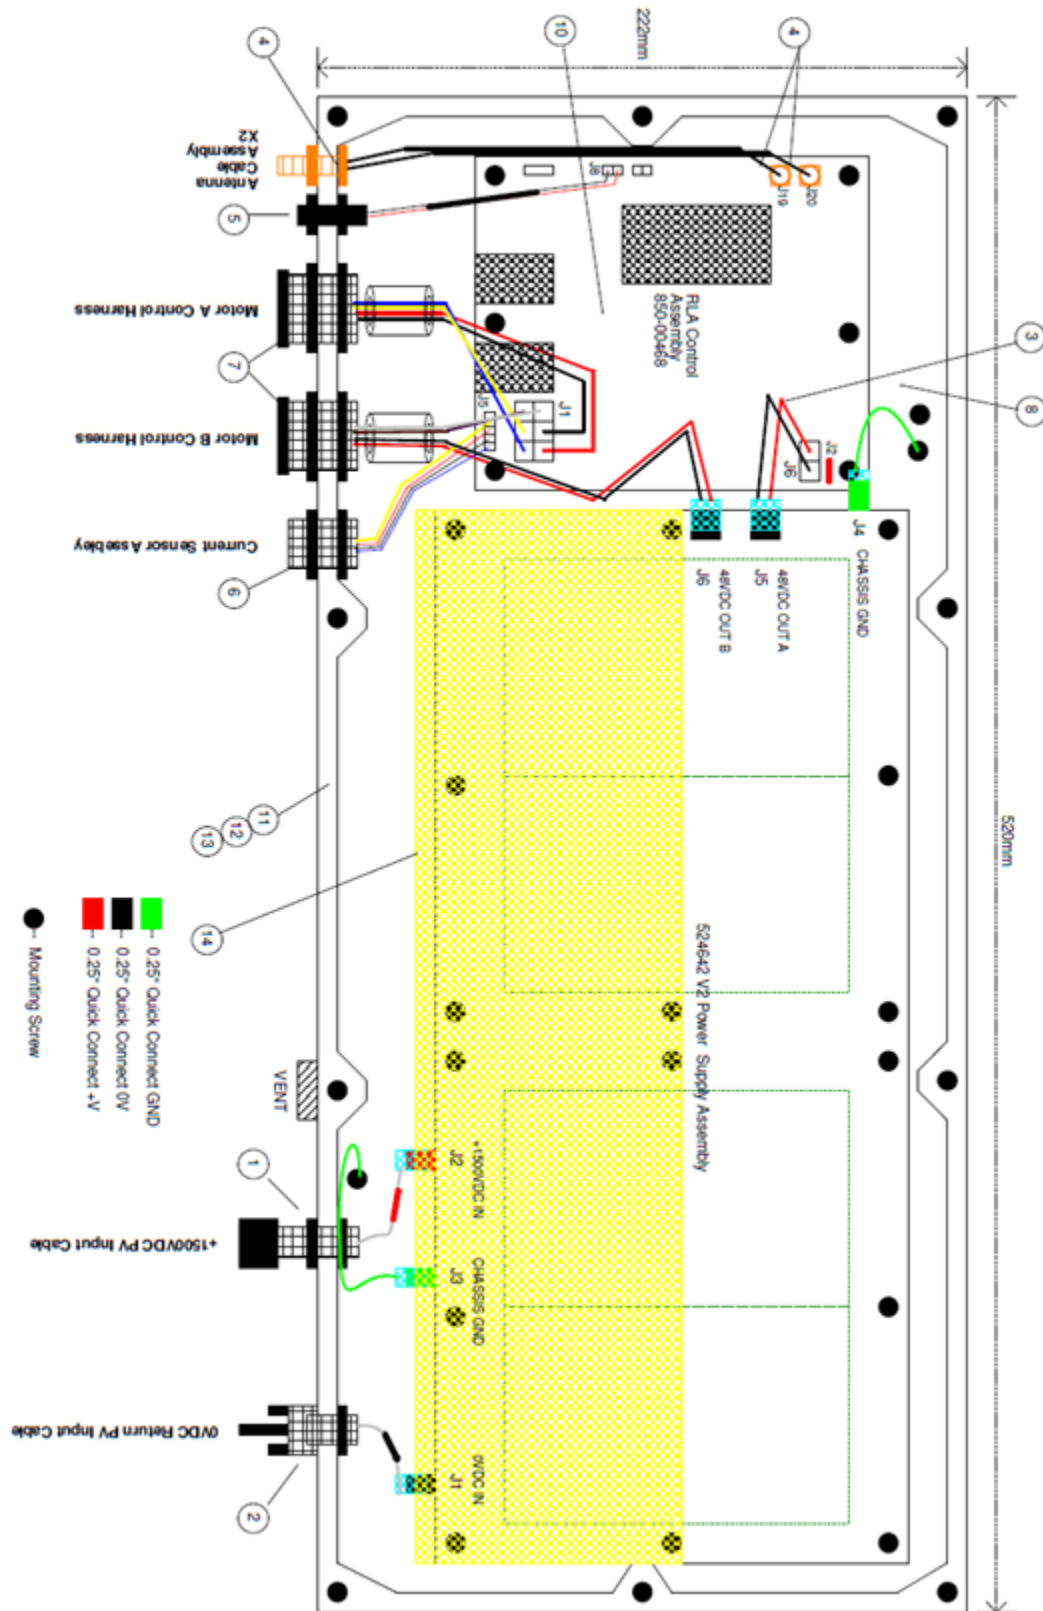 222mm
520mm
4
10
4
3
8
Antenna
Cable
Assembly
X2
5
Motor A Control Harness
7
Motor B Control Harness
Current Sensor Assebley
6
J8
J19
J20
RLA Control
Assembly
850-00468
J5
J1
J2
J6
J4 CHASSIS GND
48VDC OUT A
J5
48VDC OUT B
J6
11
12
13
14
524642 V2 Power Supply Assembly
0.25" Quick Connect GND
0.25" Quick Connect 0V
0.25" Quick Connect +V
Mounting Screw
VENT
1
+1500VDC PV Input Cable
+1500VDC IN
J2
CHASSIS GND
J3
0VDC Return PV Input Cable
2
0VDC IN
J1